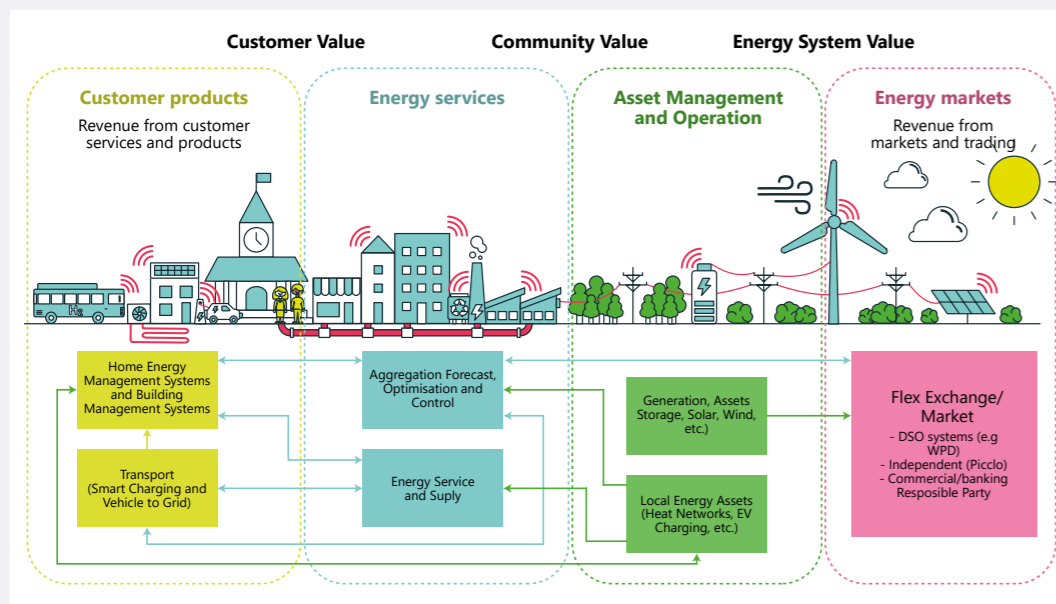 Customer Value
Community Value
Energy System Value
Customer products
Revenue from customer
services and products
Energy services
Asset Management
and Operation
Energy markets
Revenue from
markets and trading
H2
Home Energy
Management Systems
and Building
Management Systems
Transport
(Smart Charging and
Vehicle to Grid)
Aggregation Forecast,
Optimisation and
Control
Energy Service
and Suply
Generation, Assets
Storage, Solar, Wind,
etc.)
Local Energy Assets
(Heat Networks, EV
Charging, etc.)
Flex Exchange/
Market
- DSO systems (e.g
WPD)
- Independent (Picclo)
- Commercial/banking
Resposible Party